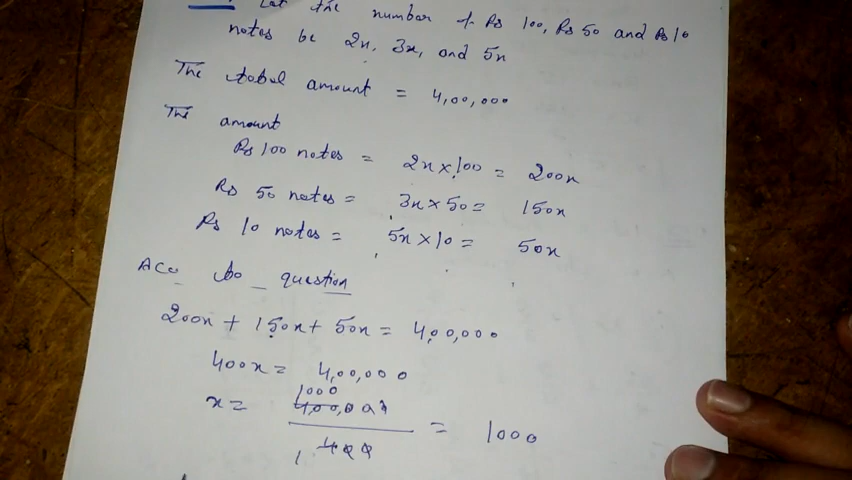 Let the number of Rs 100, Rs 50 and Rs 10
notes be 2x, 3x, and 5x
The total amount = 4,00,000
The amount
Rs 100 notes = 2x × 100 = 200x
Rs 50 notes = 3x × 50 = 150x
Rs 10 notes = 5x × 10 = 50x
Acc to question
200x + 150x + 50x = 4,00,000
400x = 4,00,000
1000
x = 4,00,000 = 1000
1 400